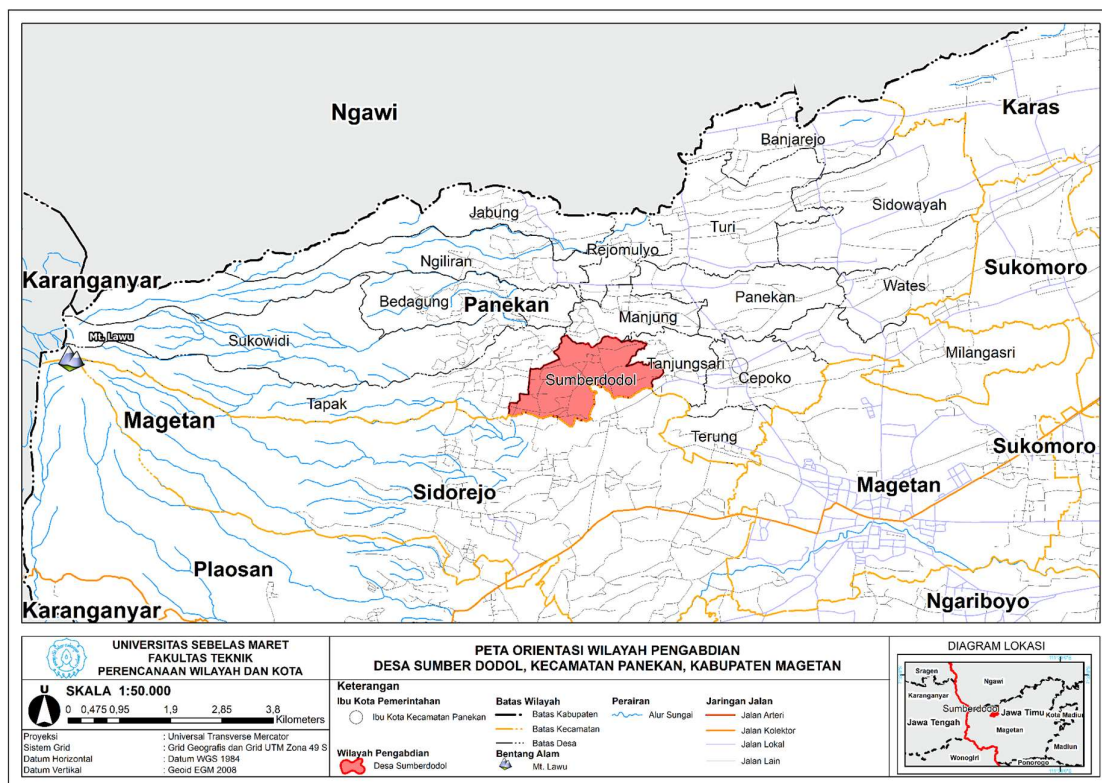 Ngawi
Karas
Banjarejo
Sidowayah
Jabung
Turi
Rejomulyo
Ngiliran
Karanganyar
Sukomoro
Bedagung
Panekan
Panekan
Wates
Manjung
Mt. Lawu
Sukowidi
Milangasri
Tanjungsari
Sumberdodol
Cepoko
Tapak
Magetan
Terung
Sukomoro
Sidorejo
Magetan
Plaosan
Karanganyar
Ngariboyo
UNIVERSITAS SEBELAS MARET
FAKULTAS TEKNIK
PERENCANAAN WILAYAH DAN KOTA
U
SKALA 1:50.000
0 0,475 0,95 1,9 2,85 3,8
Kilometers
Proyeksi : Universal Transverse Mercator
Sistem Grid : Grid Geografis dan Grid UTM Zona 49 S
Datum Horizontal : Datum WGS 1984
Datum Vertikal : Geoid EGM 2008
PETA ORIENTASI WILAYAH PENGABDIAN
DESA SUMBER DODOL, KECAMATAN PANEKAN, KABUPATEN MAGETAN
Keterangan
Ibu Kota Pemerintahan
Ibu Kota Kecamatan Panekan
Wilayah Pengabdian
Desa Sumberdodol
Batas Wilayah
Batas Kabupaten
Batas Kecamatan
Batas Desa
Bentang Alam
Mt. Lawu
Perairan
Alur Sungai
Jaringan Jalan
Jalan Arteri
Jalan Kolektor
Jalan Lokal
Jalan Lain
DIAGRAM LOKASI
Sragen
Ngawi
Karanganyar
Sumberdodol
Jawa Timu
Kota Madiun
Jawa Tengah
Magetan
Madiun
Wonogiri
Ponorogo